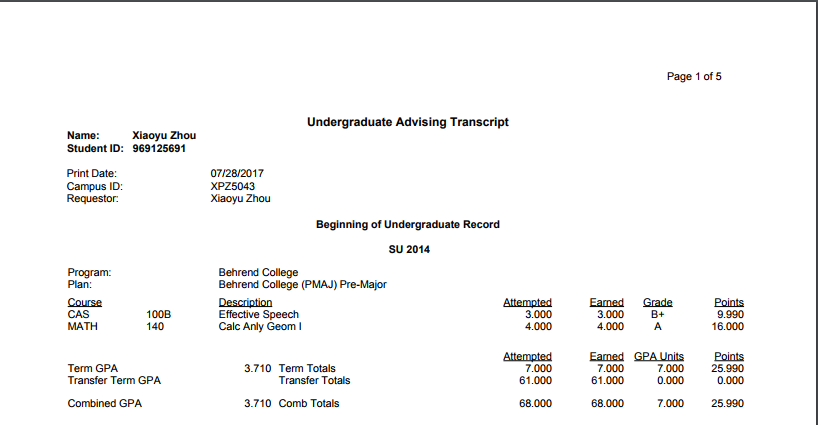 Page 1 of 5
Undergraduate Advising Transcript
Name: Xiaoyu Zhou
Student ID: 969125691
Print Date: 07/28/2017
Campus ID: XPZ5043
Requestor: Xiaoyu Zhou
Beginning of Undergraduate Record
SU 2014
Program: Behrend College
Plan: Behrend College (PMAJ) Pre-Major
Course Description Attempted Earned Grade Points
CAS 100B Effective Speech 3.000 3.000 B+ 9.990
MATH 140 Calc Anly Geom I 4.000 4.000 A 16.000
Attempted Earned GPA Units Points
Term GPA 3.710 Term Totals 7.000 7.000 7.000 25.990
Transfer Term GPA Transfer Totals 61.000 61.000 0.000 0.000
Combined GPA 3.710 Comb Totals 68.000 68.000 7.000 25.990